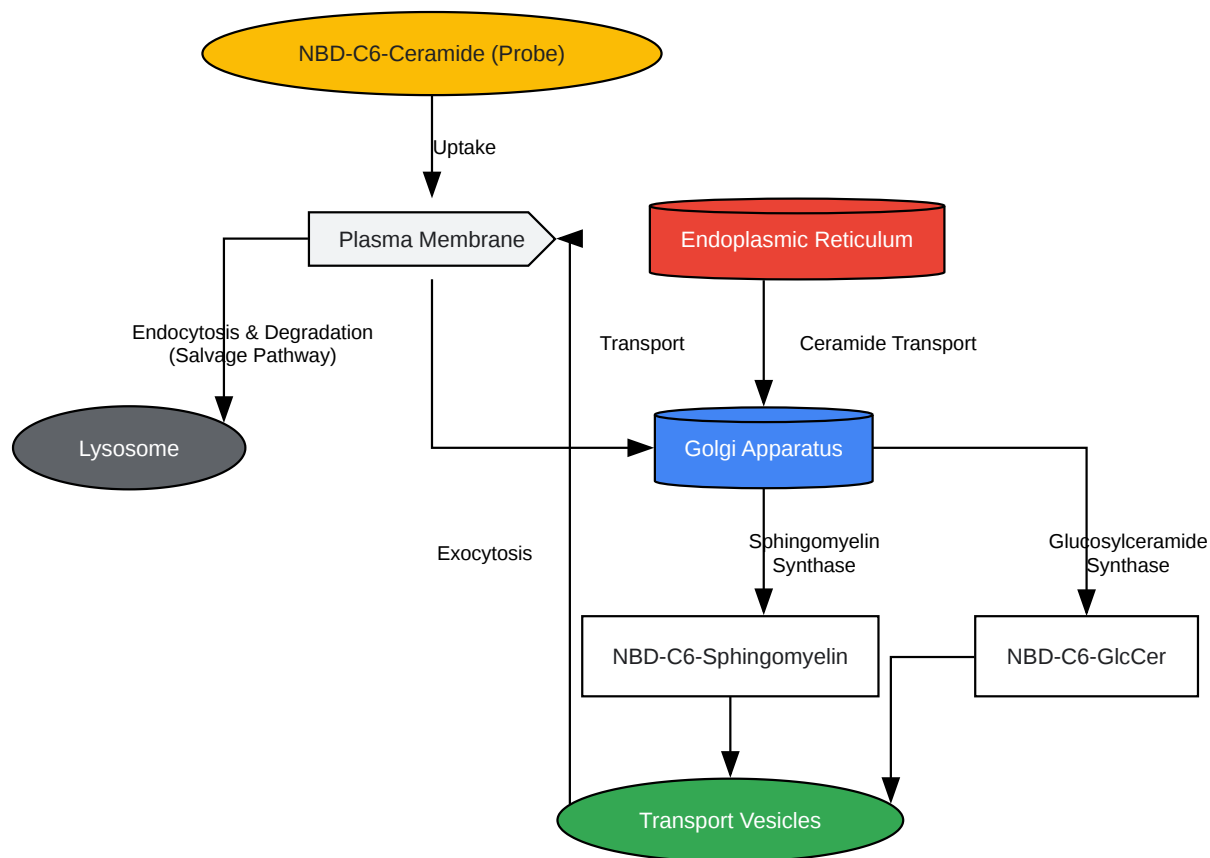 NBD-C6-Ceramide (Probe)
Uptake
Plasma Membrane
Endoplasmic Reticulum
Endocytosis & Degradation
(Salvage Pathway)
Transport
Ceramide Transport
Lysosome
Golgi Apparatus
Exocytosis
Sphingomyelin
Synthase
Glucosylceramide
Synthase
NBD-C6-Sphingomyelin
NBD-C6-GlcCer
Transport Vesicles